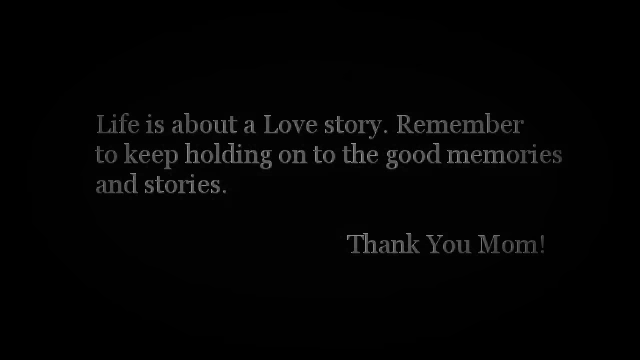 Life is about a Love story. Remember
to keep holding on to the good memories
and stories.
Thank You Mom!